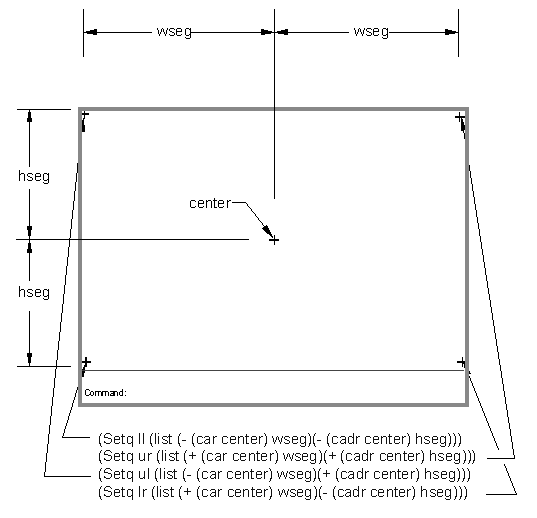 wseg wseg
hseg
center
hseg
Command:
(Setq ll (list (- (car center) wseg)(- (cadr center) hseg)))
(Setq ur (list (+ (car center) wseg)(+ (cadr center) hseg)))
(Setq ul (list (- (car center) wseg)(+ (cadr center) hseg)))
(Setq lr (list (+ (car center) wseg)(- (cadr center) hseg)))